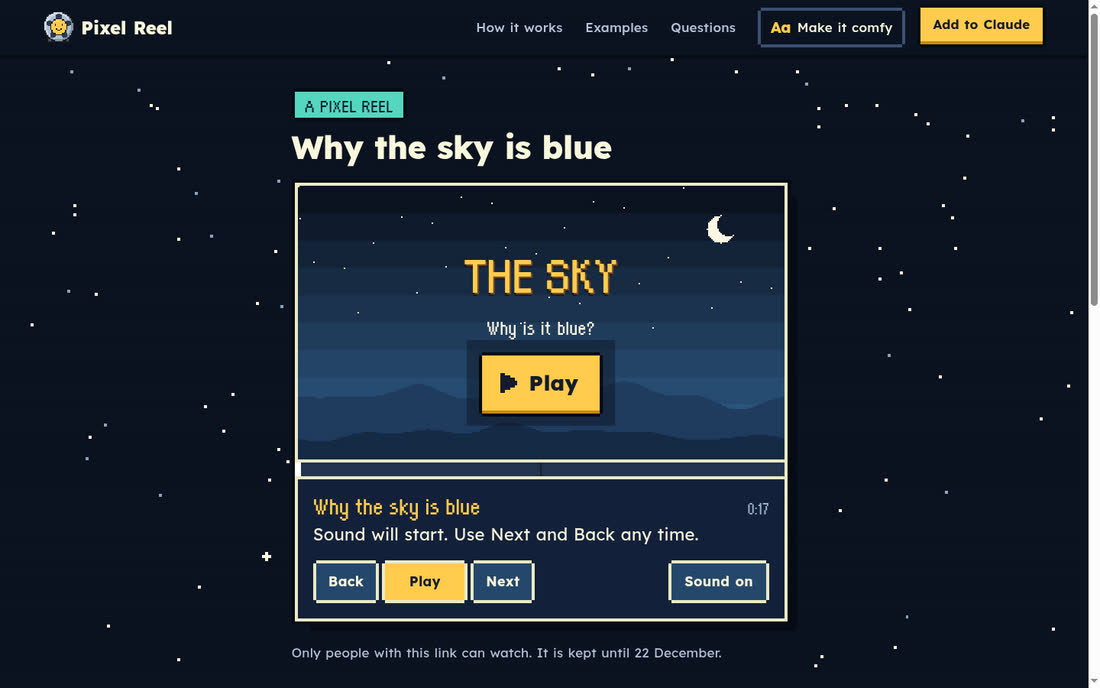 Pixel Reel
How it works
Examples
Questions
Aa Make it comfy
Add to Claude
A PIXEL REEL
Why the sky is blue
THE SKY
Why is it blue?
Play
Why the sky is blue
0:17
Sound will start. Use Next and Back any time.
Back
Play
Next
Sound on
Only people with this link can watch. It is kept until 22 December.